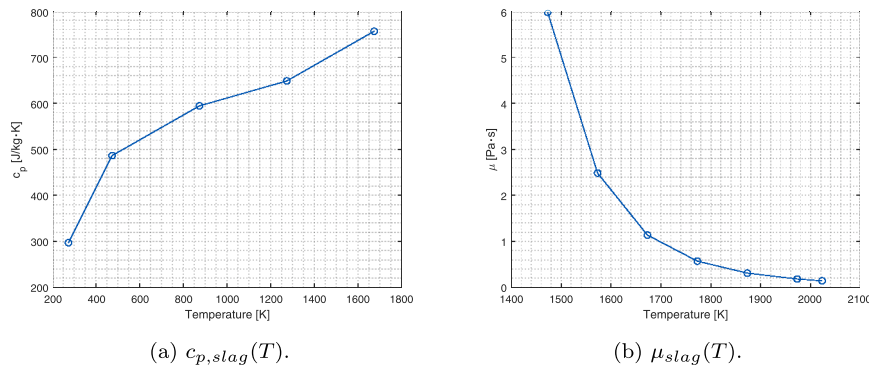 800
700
600
500
400
300
200
c_p [J/kg·K]
200 400 600 800 1000 1200 1400 1600 1800
Temperature [K]
(a) c_{p,slag}(T).
6
5
4
3
2
1
0
μ [Pa·s]
1400 1500 1600 1700 1800 1900 2000 2100
Temperature [K]
(b) μ_{slag}(T).